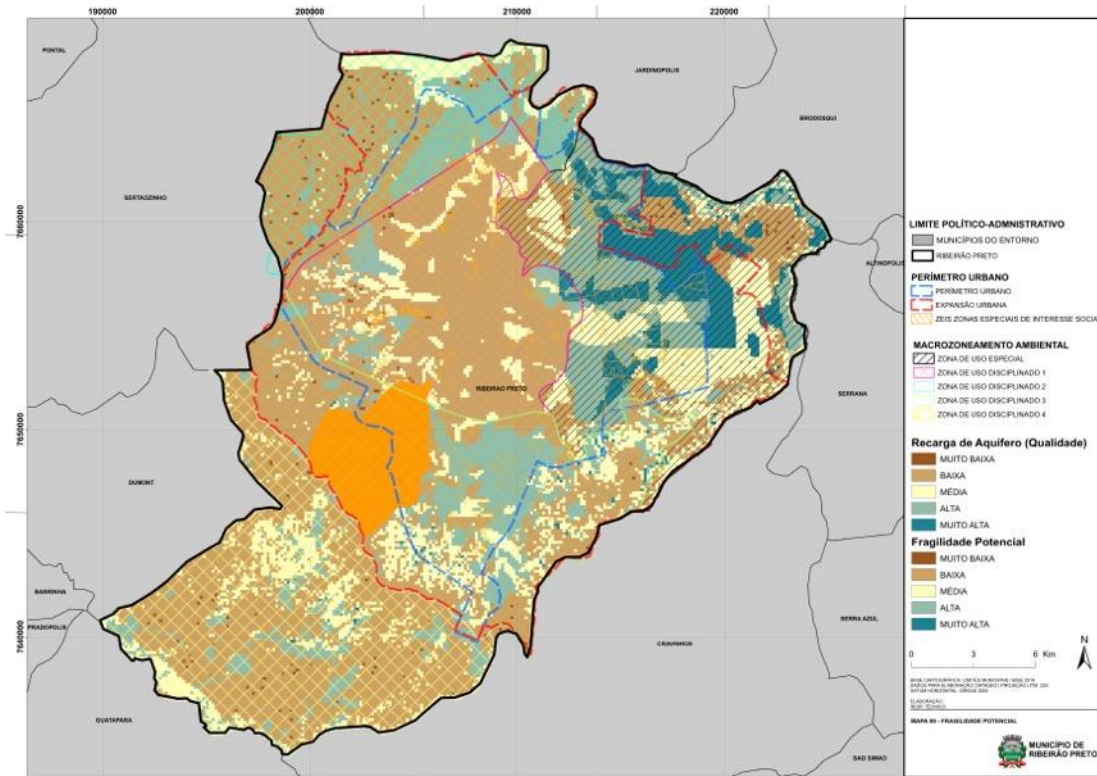 190000
200000
210000
220000
PONTAL
JARDINOPOLIS
BRODOSQUI
SERTAOZINHO
7660000
ALTINOPOLIS
RIBEIRAO PRETO
SERRANA
7650000
DUMONT
BARRINHA
PRADOPOLIS
7640000
CRAVINHOS
SERRA AZUL
GUATAPARA
SAO SIMAO
LIMITE POLÍTICO-ADMNISTRATIVO
MUNICÍPIOS DO ENTORNO
RIBEIRÃO PRETO
PERÍMETRO URBANO
PERÍMETRO URBANO
EXPANSÃO URBANA
ZEIS ZONAS ESPECIAIS DE INTERESSE SOCIAL
MACROZONEAMENTO AMBIENTAL
ZONA DE USO ESPECIAL
ZONA DE USO DISCIPLINADO 1
ZONA DE USO DISCIPLINADO 2
ZONA DE USO DISCIPLINADO 3
ZONA DE USO DISCIPLINADO 4
Recarga de Aquífero (Qualidade)
MUITO BAIXA
BAIXA
MÉDIA
ALTA
MUITO ALTA
Fragilidade Potencial
MUITO BAIXA
BAIXA
MÉDIA
ALTA
MUITO ALTA
N
0 3 6 Km
MAPA 09 - FRAGILIDADE POTENCIAL
MUNICÍPIO DE
RIBEIRÃO PRETO